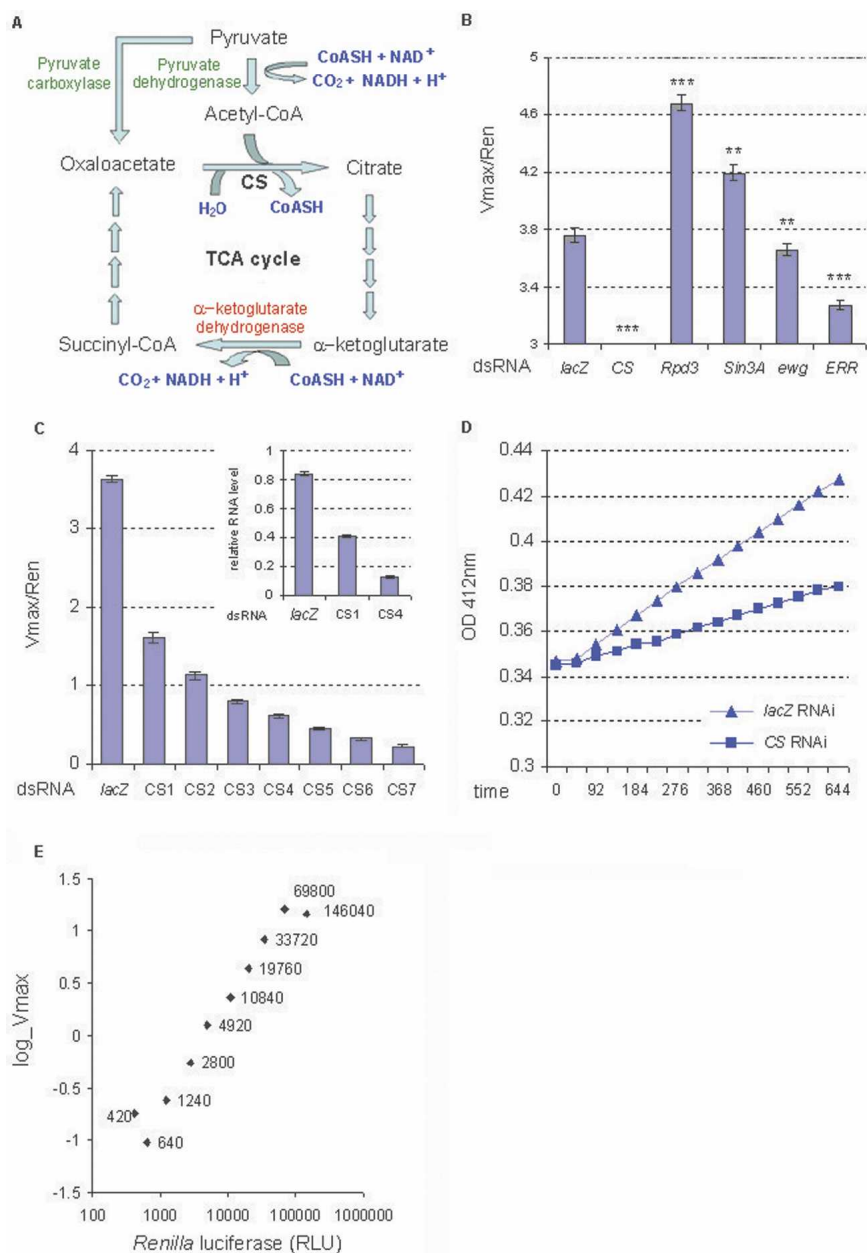 A
Pyruvate
Pyruvate carboxylase
Pyruvate dehydrogenase
CoASH + NAD⁺
CO₂ + NADH + H⁺
Acetyl-CoA
Oxaloacetate
CS
Citrate
H₂O
CoASH
TCA cycle
α-ketoglutarate dehydrogenase
Succinyl-CoA
α-ketoglutarate
CO₂ + NADH + H⁺
CoASH + NAD⁺
B
Vmax/Ren
5
4.6
4.2
3.8
3.4
3
***
***
**
**
***
dsRNA
lacZ CS Rpd3 Sin3A ewg ERR
C
Vmax/Ren
4
3
2
1
0
dsRNA
lacZ CS1 CS2 CS3 CS4 CS5 CS6 CS7
relative RNA level
1
0.8
0.6
0.4
0.2
0
dsRNA
lacZ CS1 CS4
D
OD 412nm
0.44
0.42
0.4
0.38
0.36
0.34
0.32
0.3
lacZ RNAi
CS RNAi
time
0 92 184 276 368 460 552 644
E
log_Vmax
1.5
1
0.5
0
-0.5
-1
-1.5
69800
146040
33720
19760
10840
4920
2800
1240
420
640
100 1000 10000 100000 1000000
Renilla luciferase (RLU)